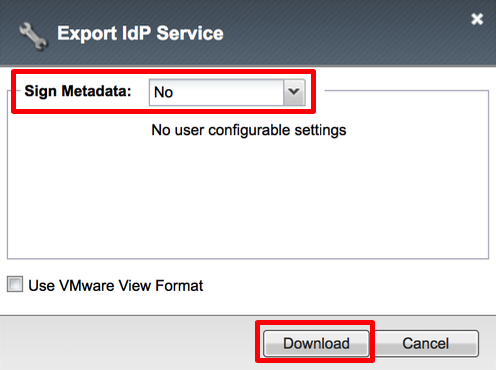 Export IdP Service
Sign Metadata: No
No user configurable settings
Use VMware View Format
Download Cancel